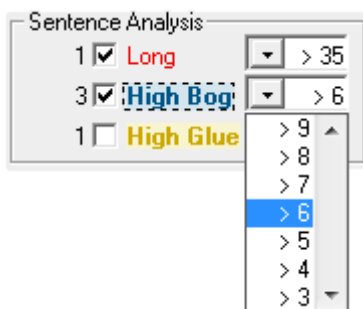 Sentence Analysis
1 Long > 35
3 High Bog > 6
1 High Glue
> 9
> 8
> 7
> 6
> 5
> 4
> 3